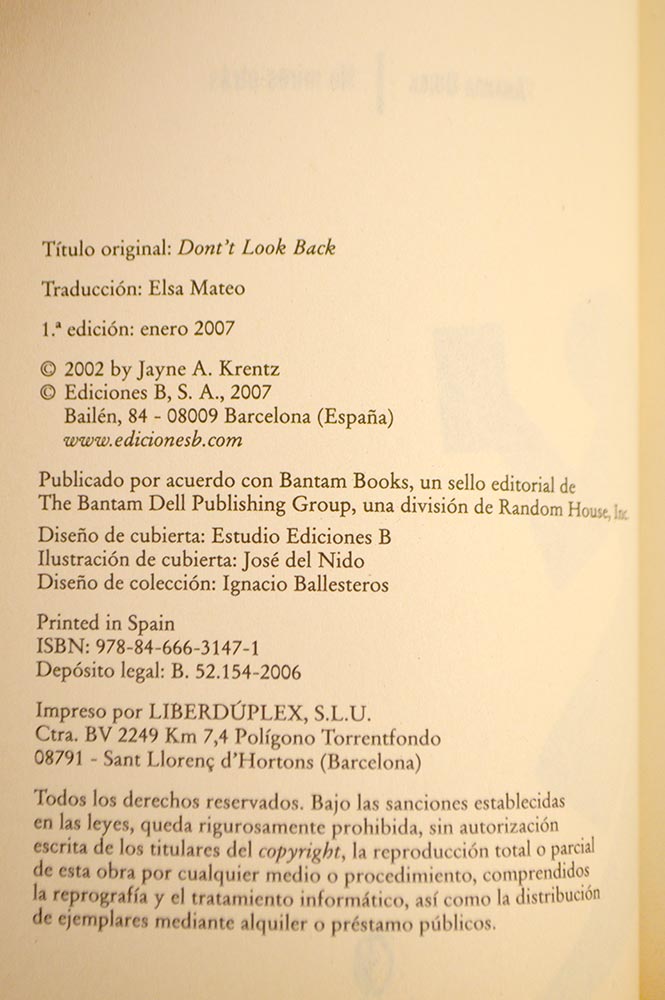 Título original: Dont't Look Back
Traducción: Elsa Mateo
1.ª edición: enero 2007
© 2002 by Jayne A. Krentz
© Ediciones B, S. A., 2007
Bailén, 84 - 08009 Barcelona (España)
www.edicionesb.com
Publicado por acuerdo con Bantam Books, un sello editorial de
The Bantam Dell Publishing Group, una división de Random House, Inc.
Diseño de cubierta: Estudio Ediciones B
Ilustración de cubierta: José del Nido
Diseño de colección: Ignacio Ballesteros
Printed in Spain
ISBN: 978-84-666-3147-1
Depósito legal: B. 52.154-2006
Impreso por LIBERDÚPLEX, S.L.U.
Ctra. BV 2249 Km 7,4 Polígono Torrentfondo
08791 - Sant Llorenç d'Hortons (Barcelona)
Todos los derechos reservados. Bajo las sanciones establecidas
en las leyes, queda rigurosamente prohibida, sin autorización
escrita de los titulares del copyright, la reproducción total o parcial
de esta obra por cualquier medio o procedimiento, comprendidos
la reprografía y el tratamiento informático, así como la distribución
de ejemplares mediante alquiler o préstamo públicos.